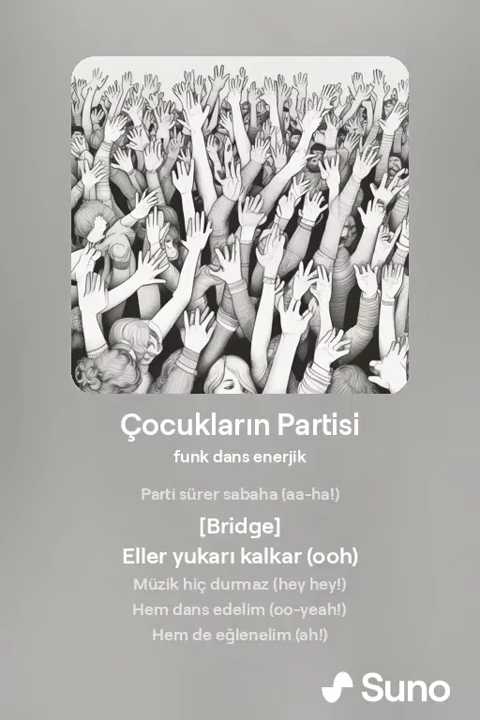 Çocukların Partisi
funk dans enerjik
Parti sürer sabaha (aa-ha!)
[Bridge]
Eller yukarı kalkar (ooh)
Müzik hiç durmaz (hey hey!)
Hem dans edelim (oo-yeah!)
Hem de eğlenelim (ah!)
Suno